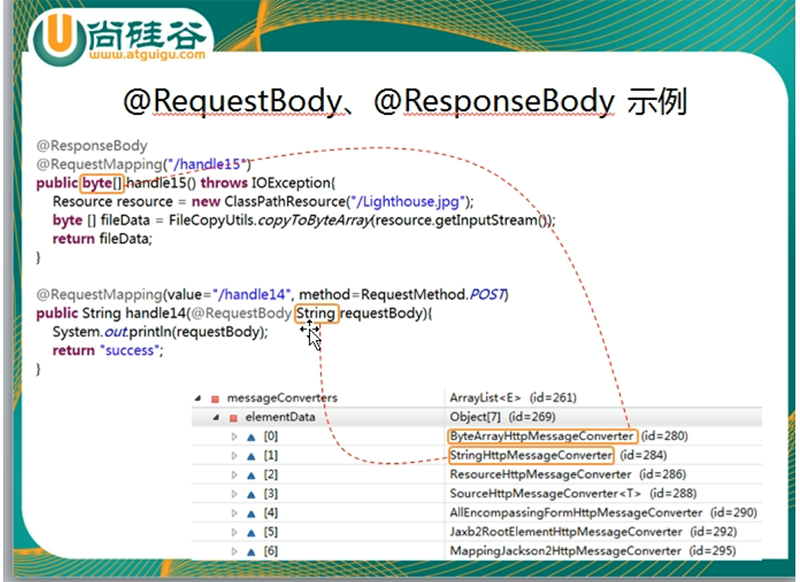 尚硅谷
www.atguigu.com
@RequestBody、@ResponseBody 示例
@ResponseBody
@RequestMapping("/handle15")
public byte[] handle15() throws IOException{
Resource resource = new ClassPathResource("/Lighthouse.jpg");
byte [] fileData = FileCopyUtils.copyToByteArray(resource.getInputStream());
return fileData;
}
@RequestMapping(value="/handle14", method=RequestMethod.POST)
public String handle14(@RequestBody String requestBody){
System.out.println(requestBody);
return "success";
}
messageConverters ArrayList<E> (id=261)
elementData Object[7] (id=269)
[0] ByteArrayHttpMessageConverter (id=280)
[1] StringHttpMessageConverter (id=284)
[2] ResourceHttpMessageConverter (id=286)
[3] SourceHttpMessageConverter<T> (id=288)
[4] AllEncompassingFormHttpMessageConverter (id=290)
[5] Jaxb2RootElementHttpMessageConverter (id=292)
[6] MappingJackson2HttpMessageConverter (id=295)